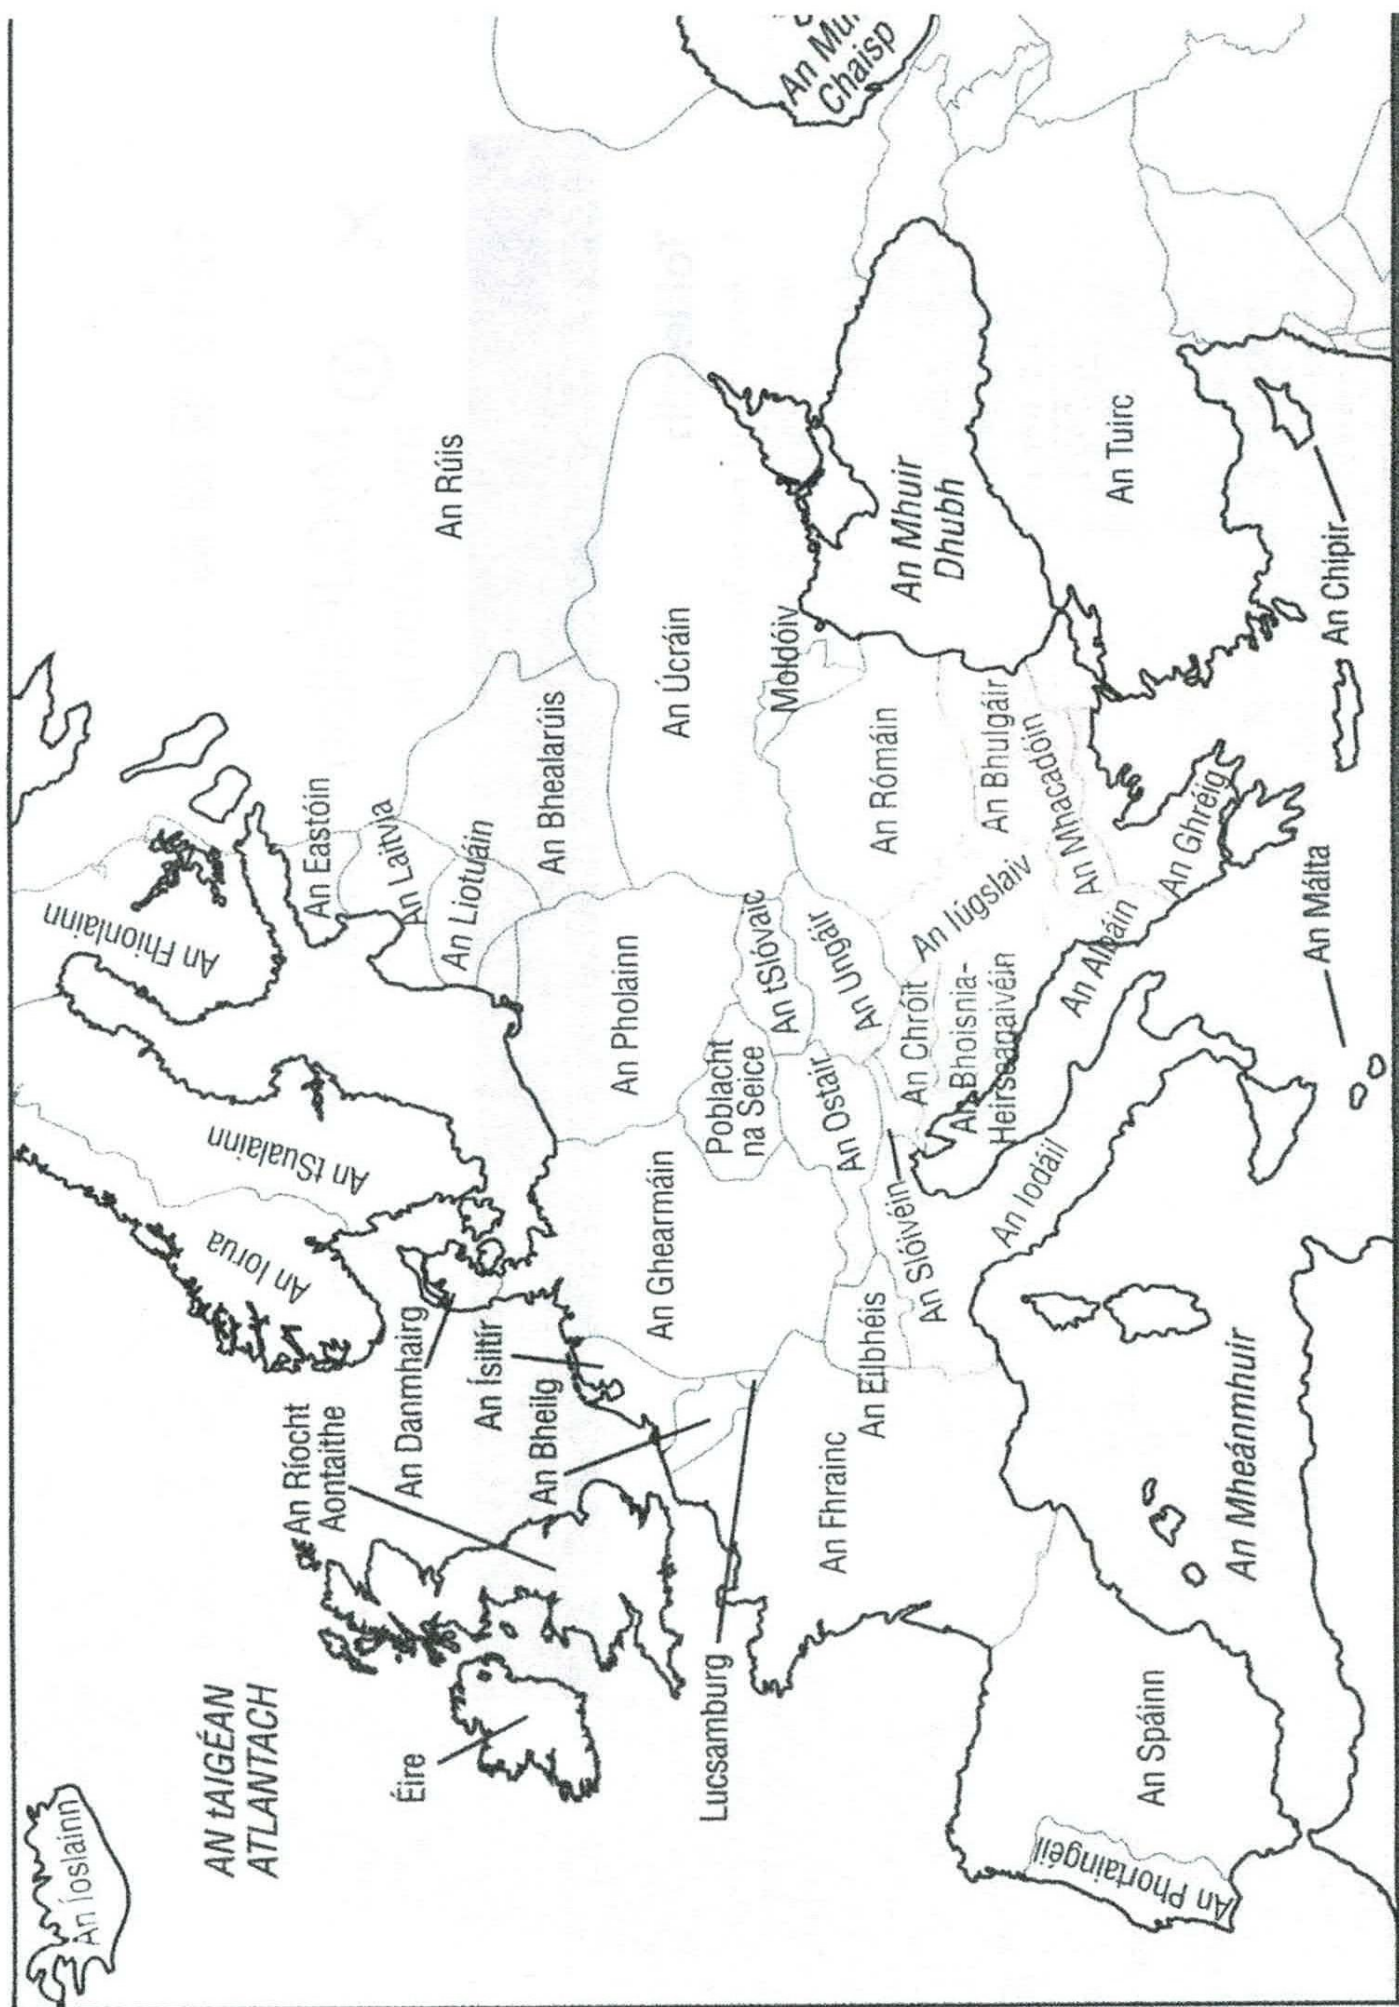 An Íoslainn
AN tAIGÉAN
ATLANTACH
An Iorua
An tSualainn
An Fhionlainn
An Rúis
An Eastóin
An Laitvia
An Liotuáin
An Bhealarúis
An Ríocht
Aontaithe
An Danmhairg
An Ísiltír
An Bheilg
Éire
Lucsamburg
An Ghearmáin
An Pholainn
An Úcráin
Poblacht
na Seice
An tSlóvaic
Moldóiv
An Ostair
An Ungáir
An Rómáin
An Fhrainc
An Eilbhéis
An Slóivéin
An Chróit
An Bhoisnia-
Heirseagaivéin
An Iúgslaiv
An Bhulgáir
An Mhacadóin
An Albáin
An Ghréig
An Iodáil
An Mhuir
Dhubh
An Mui
Chaisp
An Tuirc
An Chipir
An Málta
An Mheánmhuir
An Spáinn
An Phortaingéil